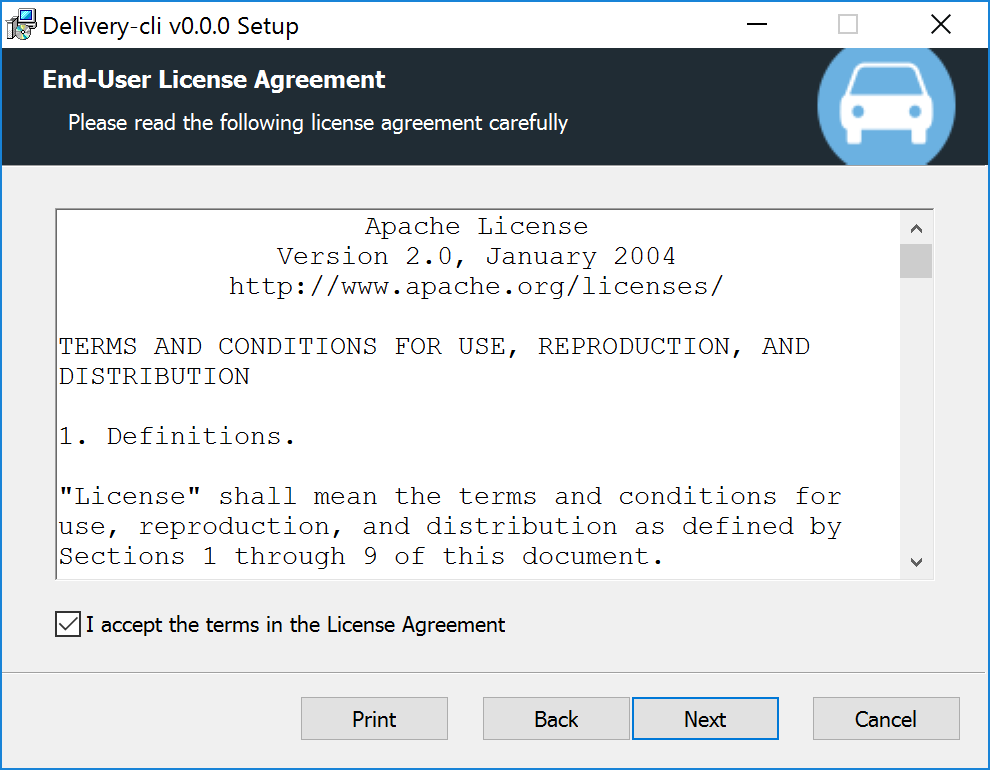 Delivery-cli v0.0.0 Setup
End-User License Agreement
Please read the following license agreement carefully
Apache License
Version 2.0, January 2004
http://www.apache.org/licenses/
TERMS AND CONDITIONS FOR USE, REPRODUCTION, AND
DISTRIBUTION
1. Definitions.
"License" shall mean the terms and conditions for
use, reproduction, and distribution as defined by
Sections 1 through 9 of this document.
I accept the terms in the License Agreement
Print Back Next Cancel